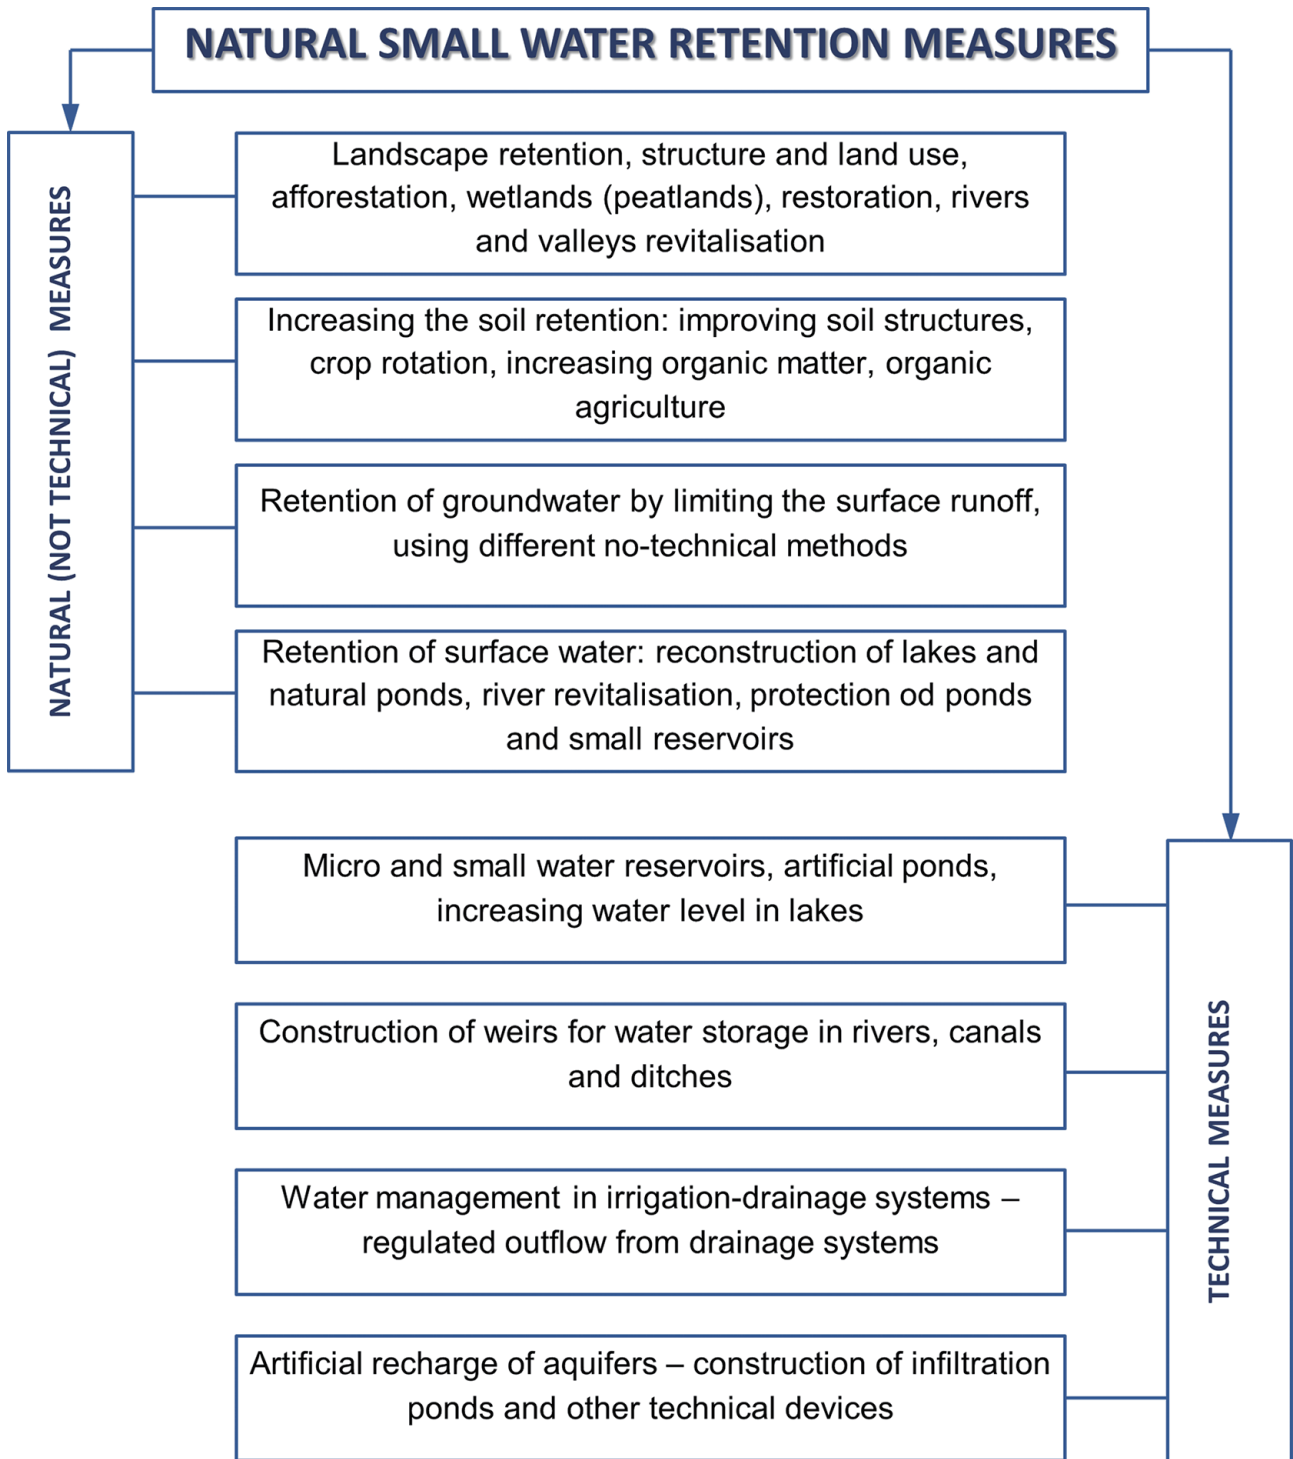 NATURAL SMALL WATER RETENTION MEASURES
NATURAL (NOT TECHNICAL) MEASURES
Landscape retention, structure and land use,
afforestation, wetlands (peatlands), restoration, rivers
and valleys revitalisation
Increasing the soil retention: improving soil structures,
crop rotation, increasing organic matter, organic
agriculture
Retention of groundwater by limiting the surface runoff,
using different no-technical methods
Retention of surface water: reconstruction of lakes and
natural ponds, river revitalisation, protection od ponds
and small reservoirs
TECHNICAL MEASURES
Micro and small water reservoirs, artificial ponds,
increasing water level in lakes
Construction of weirs for water storage in rivers, canals
and ditches
Water management in irrigation-drainage systems –
regulated outflow from drainage systems
Artificial recharge of aquifers – construction of infiltration
ponds and other technical devices